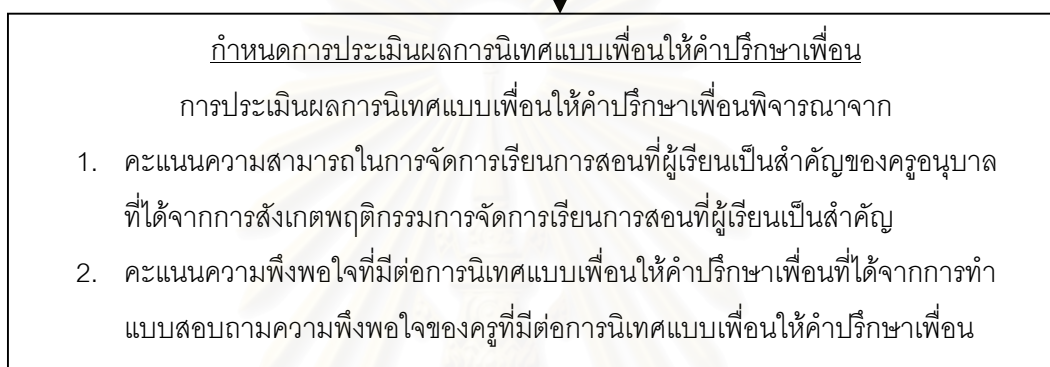 กำหนดการประเมินผลการนิเทศแบบเพื่อนให้คำปรึกษาเพื่อน
การประเมินผลการนิเทศแบบเพื่อนให้คำปรึกษาเพื่อนพิจารณาจาก
1. คะแนนความสามารถในการจัดการเรียนการสอนที่ผู้เรียนเป็นสำคัญของครูอนุบาล
ที่ได้จากการสังเกตพฤติกรรมการจัดการเรียนการสอนที่ผู้เรียนเป็นสำคัญ
2. คะแนนความพึงพอใจที่มีต่อการนิเทศแบบเพื่อนให้คำปรึกษาเพื่อนที่ได้จากการทำ
แบบสอบถามความพึงพอใจของครูที่มีต่อการนิเทศแบบเพื่อนให้คำปรึกษาเพื่อน